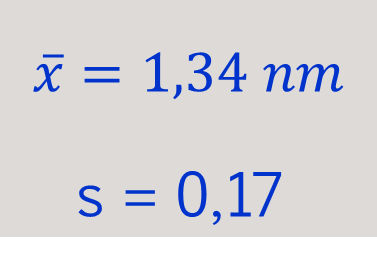 x̄ = 1,34 nm
s = 0,17